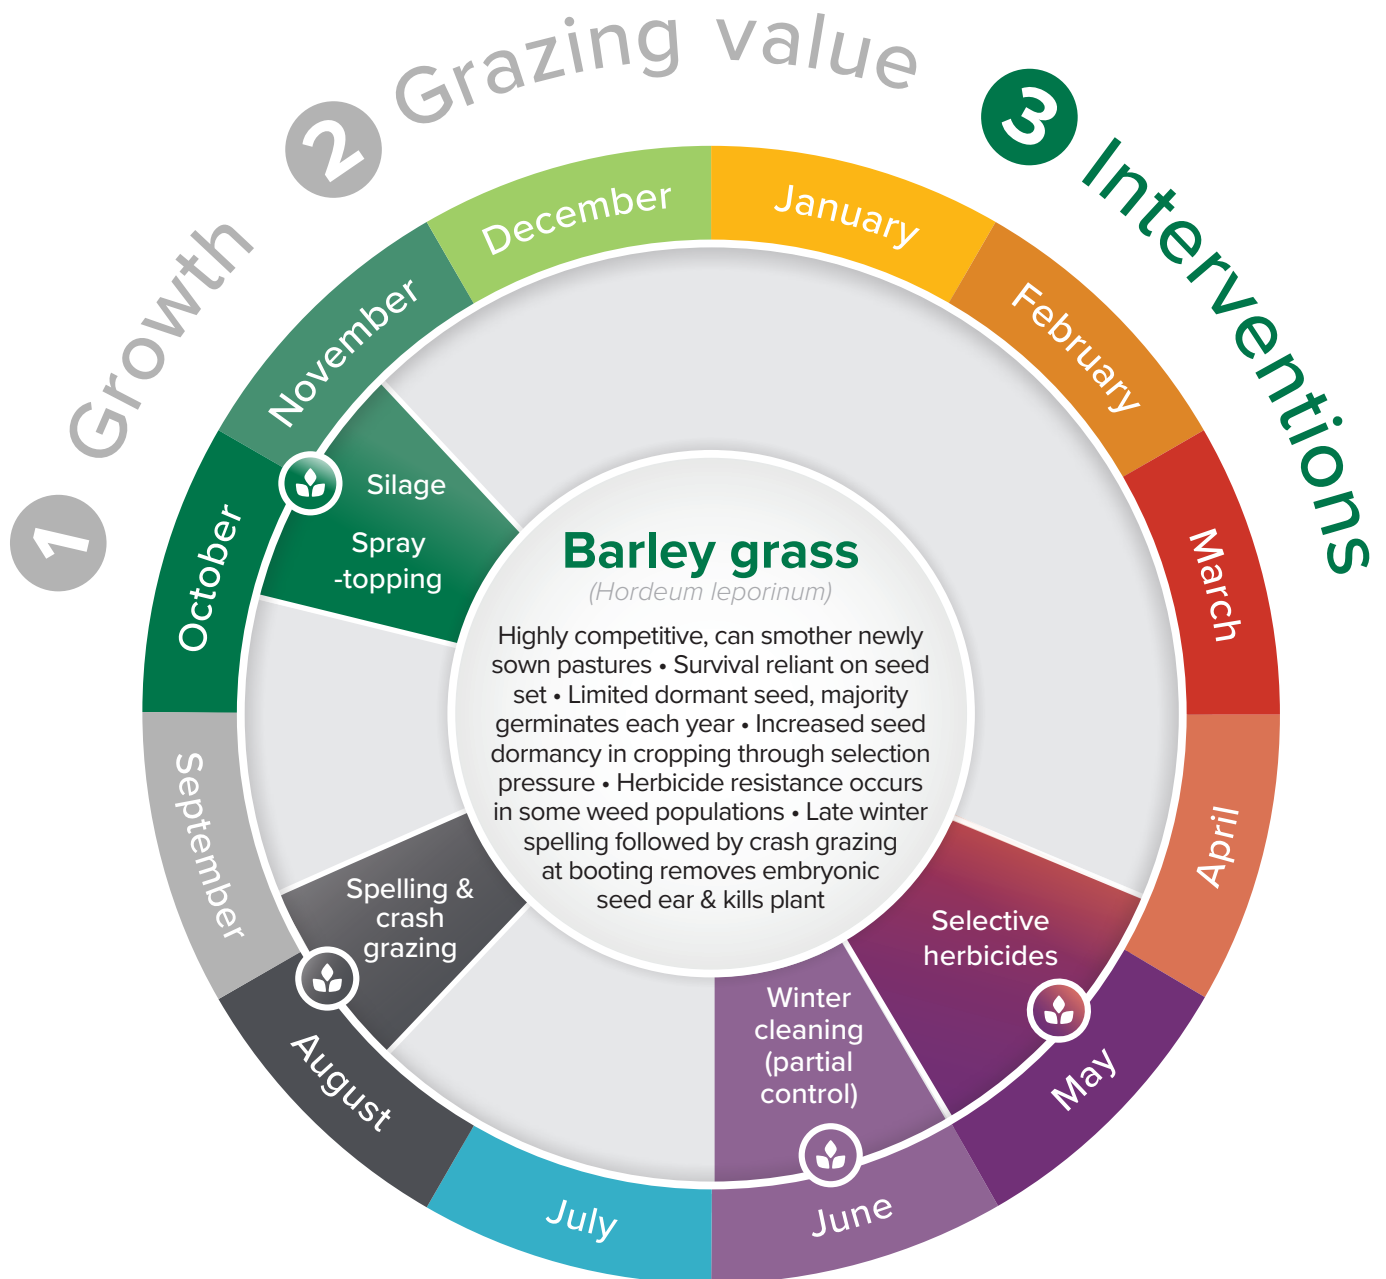 1 Growth
2 Grazing value
3 Interventions
January
February
March
April
May
June
July
August
September
October
November
December
Silage
Spray
-topping
Spelling &
crash
grazing
Winter
cleaning
(partial
control)
Selective
herbicides
Barley grass
(Hordeum leporinum)
Highly competitive, can smother newly
sown pastures • Survival reliant on seed
set • Limited dormant seed, majority
germinates each year • Increased seed
dormancy in cropping through selection
pressure • Herbicide resistance occurs
in some weed populations • Late winter
spelling followed by crash grazing
at booting removes embryonic
seed ear & kills plant